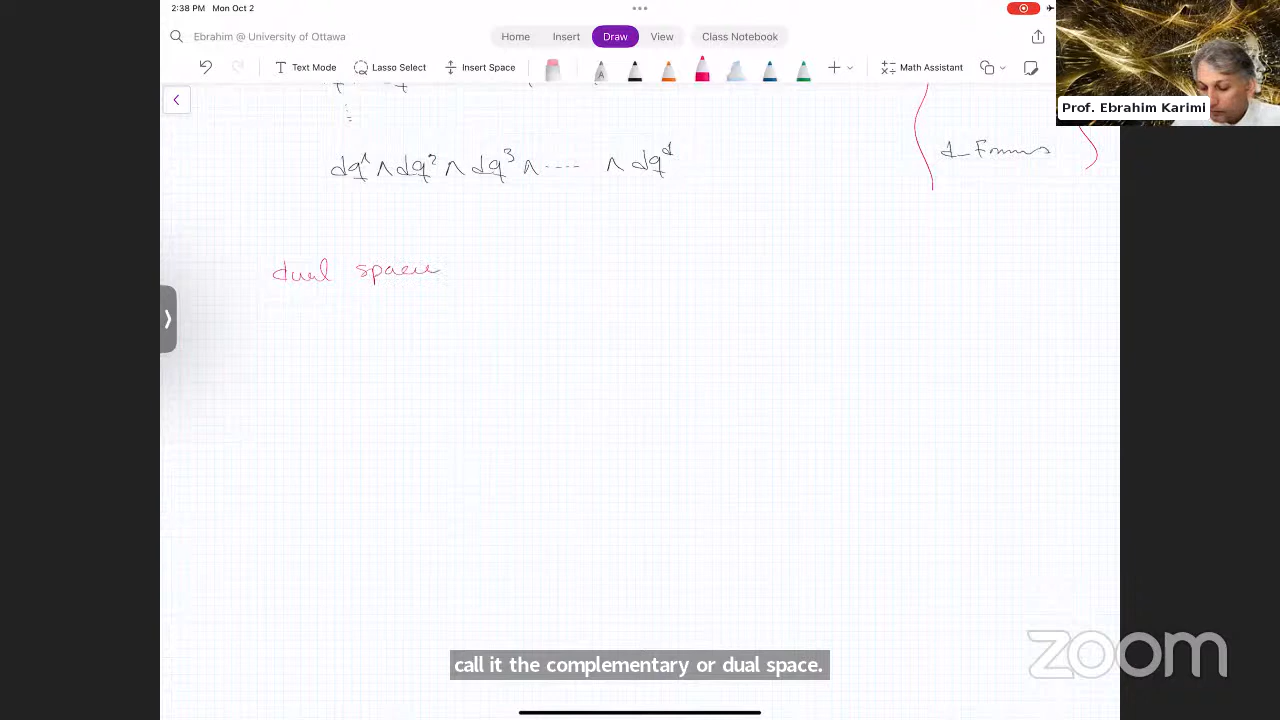 2:38 PM Mon Oct 2
Ebrahim @ University of Ottawa
Home Insert Draw View Class Notebook
Text Mode Lasso Select Insert Space Math Assistant
Prof. Ebrahim Karimi
dq¹ ∧ dq² ∧ dq³ ∧ ---- ∧ dq^d
d-Forms
dual space
call it the complementary or dual space.
zoom